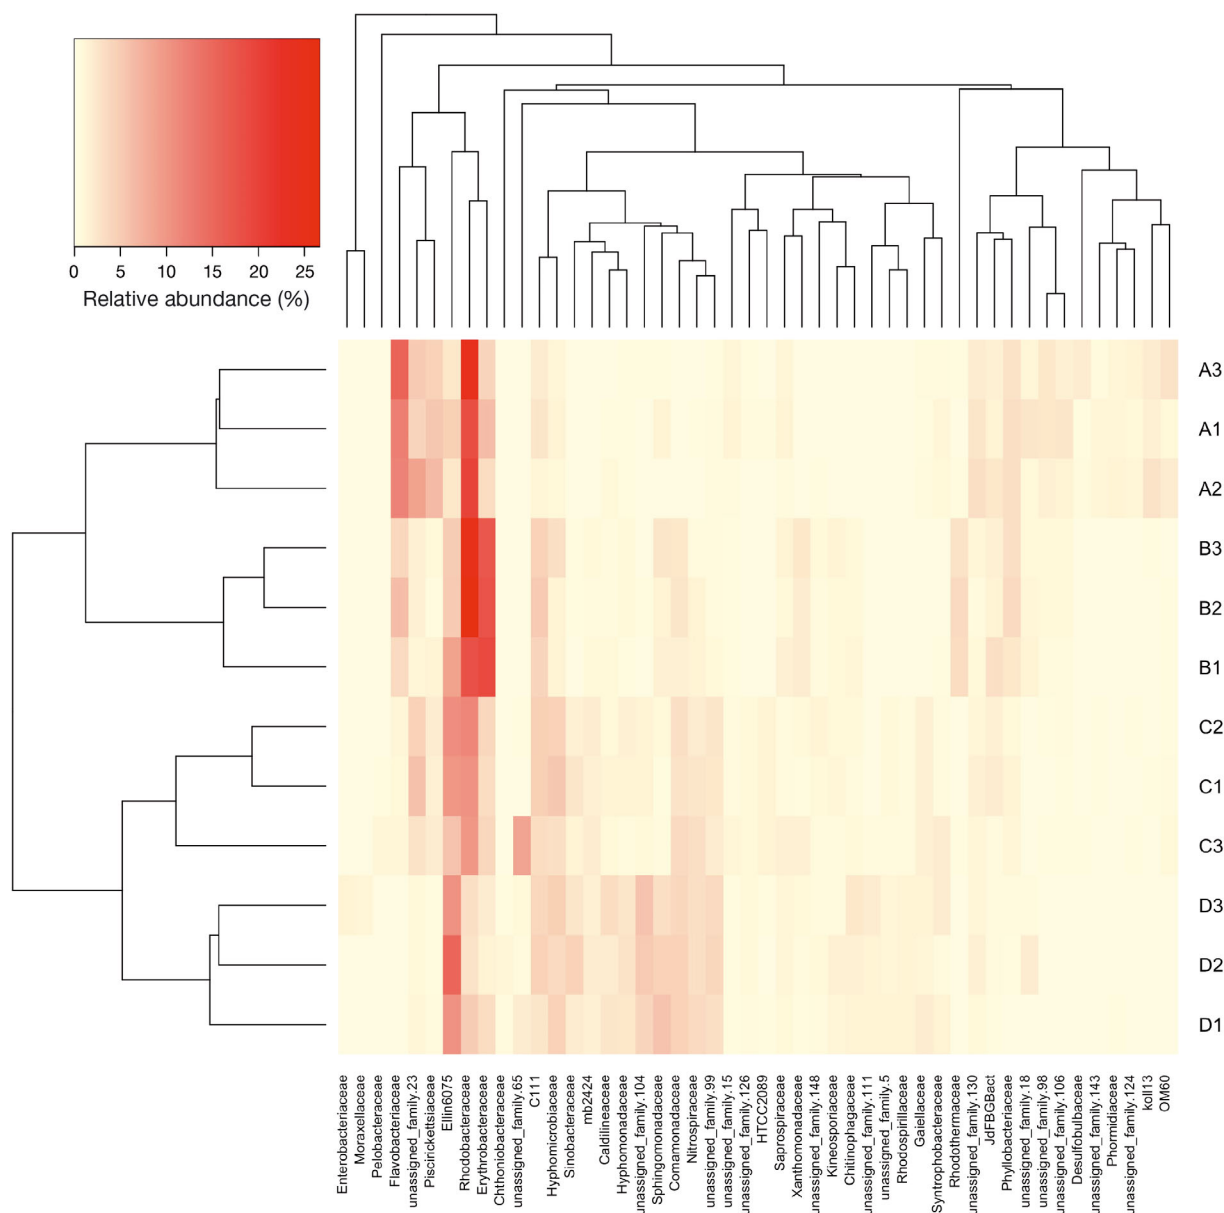 0 5 10 15 20 25
Relative abundance (%)
A3
A1
A2
B3
B2
B1
C2
C1
C3
D3
D2
D1
Enterobacteriaceae
Moraxellaceae
Pelobacteraceae
Flavobacteriaceae
unassigned_family.23
Piscirickettsiaceae
Ellin6075
Rhodobacteraceae
Erythrobacteraceae
Chthoniobacteraceae
unassigned_family.65
C111
Hyphomicrobiaceae
Sinobacteraceae
mb2424
Caldilineaceae
Hyphomonadaceae
unassigned_family.104
Sphingomonadaceae
Comamonadaceae
Nitrospiraceae
unassigned_family.99
unassigned_family.15
unassigned_family.126
HTCC2089
Saprospiraceae
Xanthomonadaceae
unassigned_family.148
Kineosporiaceae
Chitinophagaceae
unassigned_family.111
unassigned_family.5
Rhodospirillaceae
Gaiellaceae
Syntrophobacteraceae
Rhodothermaceae
unassigned_family.130
JdFBGBact
Phyllobacteriaceae
unassigned_family.18
unassigned_family.98
unassigned_family.106
Desulfobulbaceae
unassigned_family.143
Phormidiaceae
unassigned_family.124
koll13
OM60